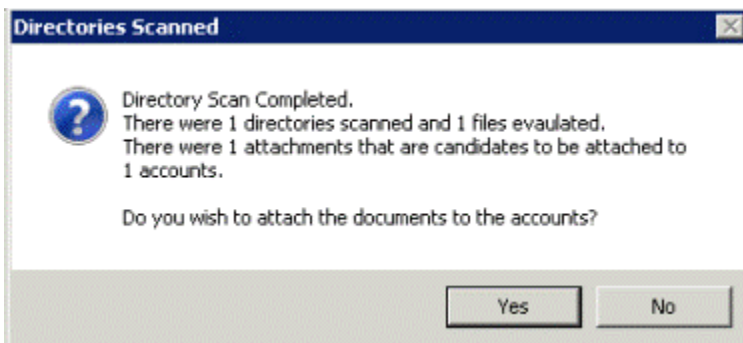 Directories Scanned
Directory Scan Completed.
There were 1 directories scanned and 1 files evaulated.
There were 1 attachments that are candidates to be attached to
1 accounts.
Do you wish to attach the documents to the accounts?
Yes No